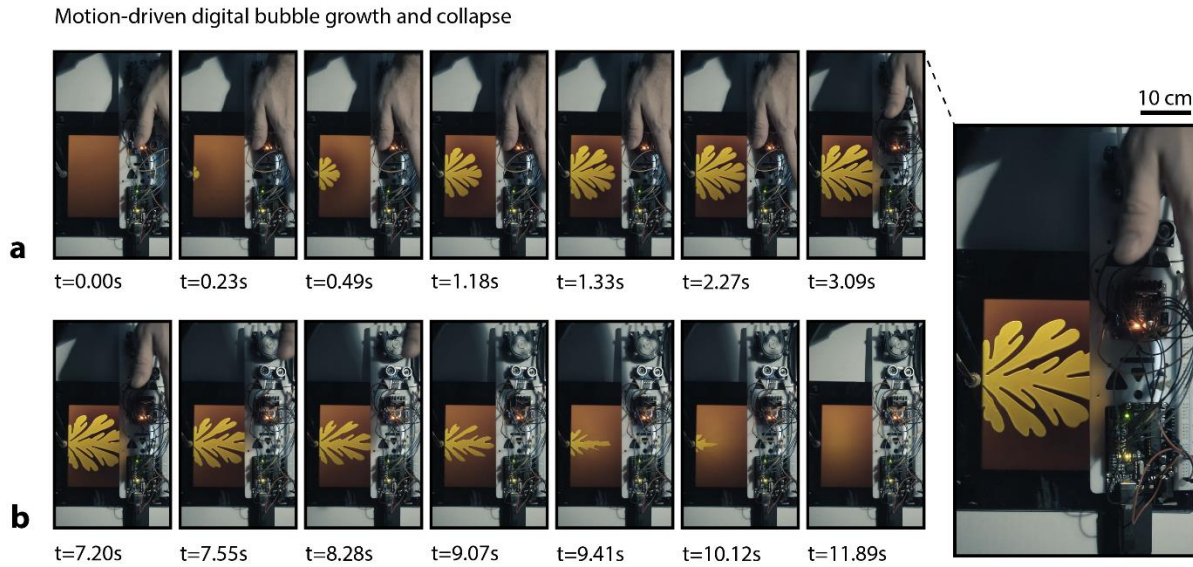 Motion-driven digital bubble growth and collapse
10 cm
a
t=0.00s t=0.23s t=0.49s t=1.18s t=1.33s t=2.27s t=3.09s
b
t=7.20s t=7.55s t=8.28s t=9.07s t=9.41s t=10.12s t=11.89s